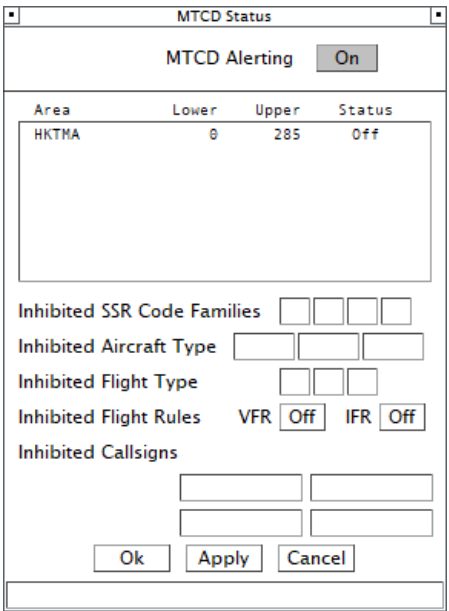 MTCD Status
MTCD Alerting On
Area Lower Upper Status
HKTMA 0 285 Off
Inhibited SSR Code Families
Inhibited Aircraft Type
Inhibited Flight Type
Inhibited Flight Rules VFR Off IFR Off
Inhibited Callsigns
Ok Apply Cancel